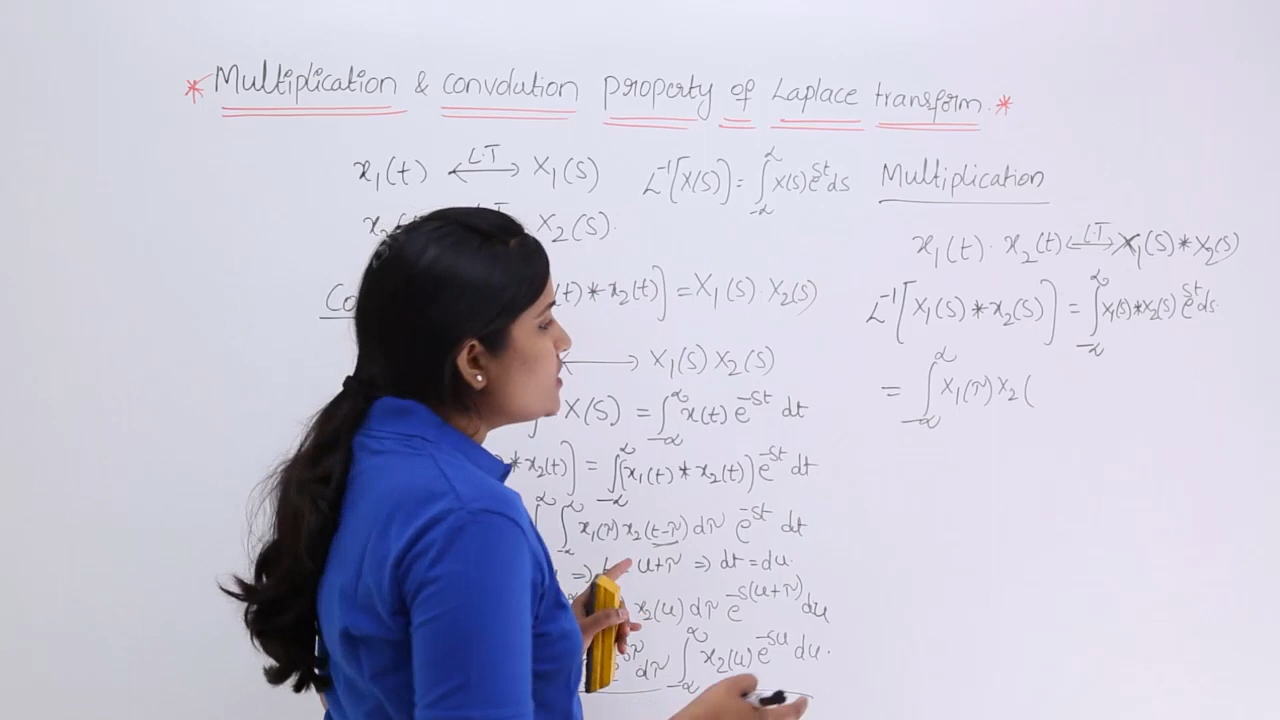 * Multiplication & convolution property of Laplace transform. *
x₁(t) ⟷ᴸ·ᵀ X₁(S)
X₂(S).
(t) * x₂(t)] = X₁(S) · X₂(S)
⟷ X₁(S) X₂(S)
X(S) = ∫_{-∝}^{∝} x(t) e^{-St} dt
* x₂(t)] = ∫_{-∝}^{∝} (x₁(t) * x₂(t)) e^{-St} dt
∫_{-∝}^{∝} x₁(τ) x₂(t-τ) dτ e^{-St} dt
⇒ u+τ ⇒ dt = du.
x₂(u) dτ e^{-S(u+τ)} du
dτ ∫_{-∝}^{∝} x₂(u) e^{-Su} du.
L⁻¹[X(S)] = ∫_{-∝}^{∝} X(S) e^{St} ds
Multiplication
x₁(t) · x₂(t) ⟷ᴸ·ᵀ X₁(S) * X₂(S)
L⁻¹[X₁(S) * X₂(S)] = ∫_{-∝}^{∝} X₁(S) * X₂(S) e^{St} ds.
= ∫_{-∝}^{∝} X₁(τ) X₂(